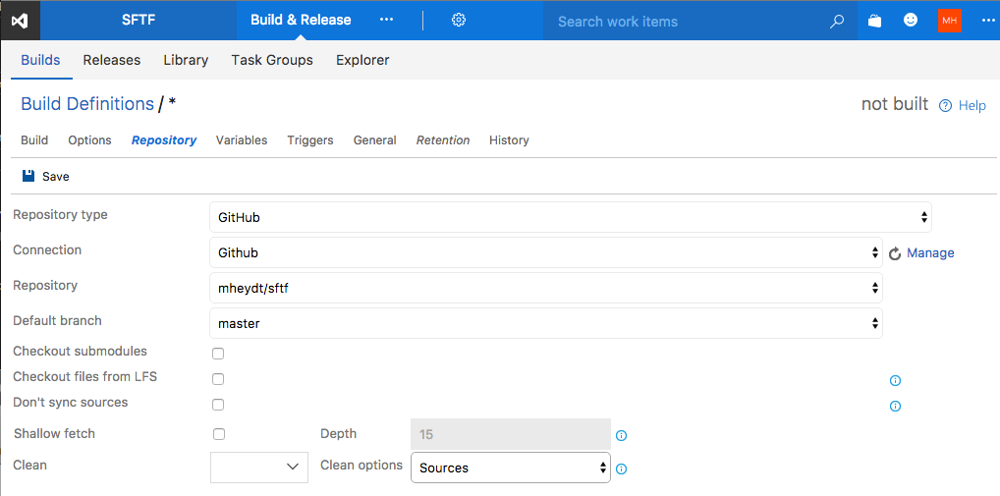 SFTF Build & Release ··· Search work items MH ···
Builds Releases Library Task Groups Explorer
Build Definitions / * not built ? Help
Build Options Repository Variables Triggers General Retention History
Save
Repository type GitHub
Connection Github Manage
Repository mheydt/sftf
Default branch master
Checkout submodules
Checkout files from LFS
Don't sync sources
Shallow fetch Depth 15
Clean Clean options Sources